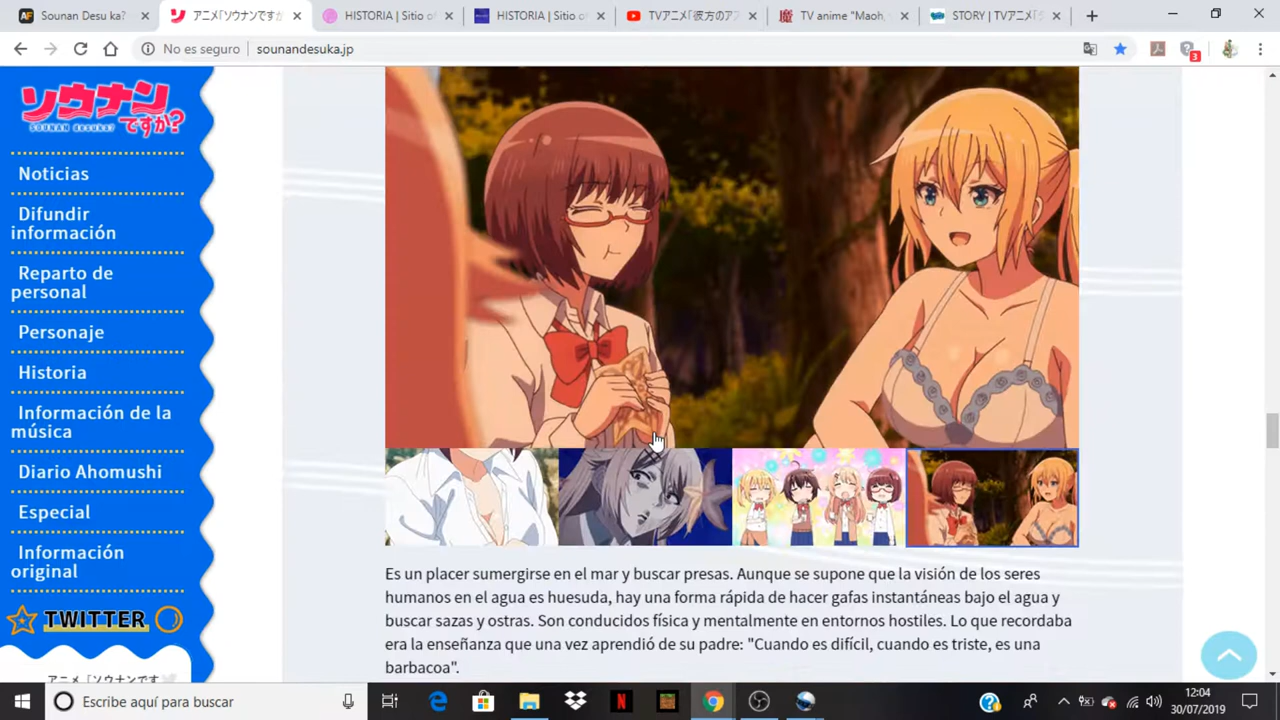 Sounan Desu ka?
アニメ「ソウナンですか
HISTORIA | Sitio of
HISTORIA | Sitio of
TVアニメ「彼方のアス
TV anime "Maoh,
STORY | TVアニメ「
No es seguro
sounandesuka.jp
3
ソウナン
ですか?
SOUNAN desuka?
Noticias
Difundir
información
Reparto de
personal
Personaje
Historia
Información de la
música
Diario Ahomushi
Especial
Información
original
TWITTER
アニメ「ソウナンです
Es un placer sumergirse en el mar y buscar presas. Aunque se supone que la visión de los seres
humanos en el agua es huesuda, hay una forma rápida de hacer gafas instantáneas bajo el agua y
buscar sazas y ostras. Son conducidos física y mentalmente en entornos hostiles. Lo que recordaba
era la enseñanza que una vez aprendió de su padre: "Cuando es difícil, cuando es triste, es una
barbacoa".
Escribe aquí para buscar
12:04
30/07/2019